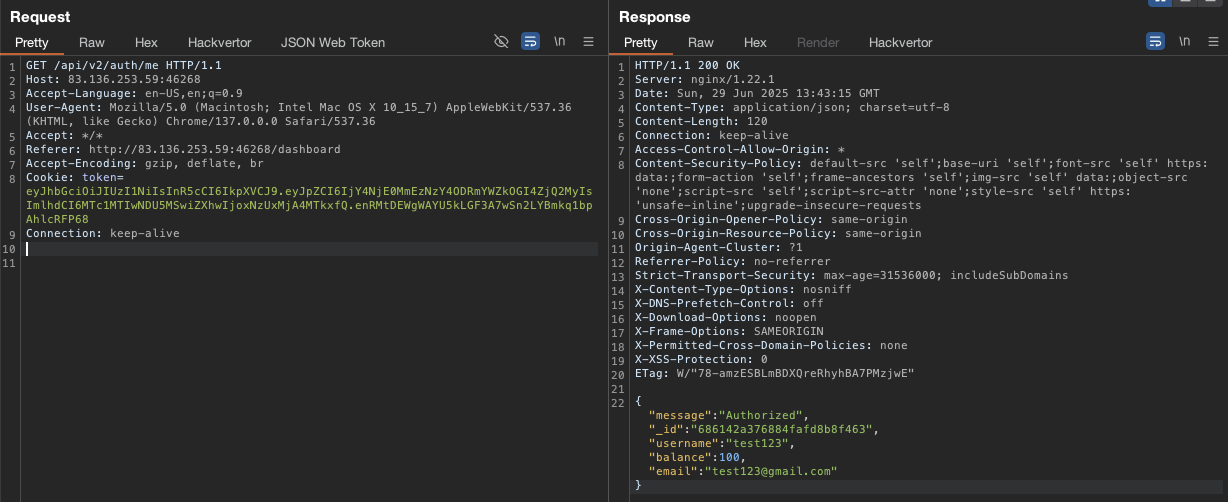 Request
Pretty Raw Hex Hackvertor JSON Web Token \n
1 GET /api/v2/auth/me HTTP/1.1
2 Host: 83.136.253.59:46268
3 Accept-Language: en-US,en;q=0.9
4 User-Agent: Mozilla/5.0 (Macintosh; Intel Mac OS X 10_15_7) AppleWebKit/537.36
(KHTML, like Gecko) Chrome/137.0.0.0 Safari/537.36
5 Accept: */*
6 Referer: http://83.136.253.59:46268/dashboard
7 Accept-Encoding: gzip, deflate, br
8 Cookie: token=
eyJhbGciOiJIUzI1NiIsInR5cCI6IkpXVCJ9.eyJpZCI6IjY4NjE0MmEzNzY4ODRmYWZkOGI4ZjQ2MyIs
ImlhdCI6MTc1MTIwNDU5MSwiZXhwIjoxNzUxMjA4MTkxfQ.enRMtDEWgWAYU5kLGF3A7wSn2LYBmkq1bp
AhlcRFP68
9 Connection: keep-alive
10
11
Response
Pretty Raw Hex Render Hackvertor \n
1 HTTP/1.1 200 OK
2 Server: nginx/1.22.1
3 Date: Sun, 29 Jun 2025 13:43:15 GMT
4 Content-Type: application/json; charset=utf-8
5 Content-Length: 120
6 Connection: keep-alive
7 Access-Control-Allow-Origin: *
8 Content-Security-Policy: default-src 'self';base-uri 'self';font-src 'self' https:
data:;form-action 'self';frame-ancestors 'self';img-src 'self' data:;object-src
'none';script-src 'self';script-src-attr 'none';style-src 'self' https:
'unsafe-inline';upgrade-insecure-requests
9 Cross-Origin-Opener-Policy: same-origin
10 Cross-Origin-Resource-Policy: same-origin
11 Origin-Agent-Cluster: ?1
12 Referrer-Policy: no-referrer
13 Strict-Transport-Security: max-age=31536000; includeSubDomains
14 X-Content-Type-Options: nosniff
15 X-DNS-Prefetch-Control: off
16 X-Download-Options: noopen
17 X-Frame-Options: SAMEORIGIN
18 X-Permitted-Cross-Domain-Policies: none
19 X-XSS-Protection: 0
20 ETag: W/"78-amzESBLmBDXQreRhyhBA7PMzjwE"
21
22 {
"message":"Authorized",
"_id":"686142a376884fafd8b8f463",
"username":"test123",
"balance":100,
"email":"test123@gmail.com"
}